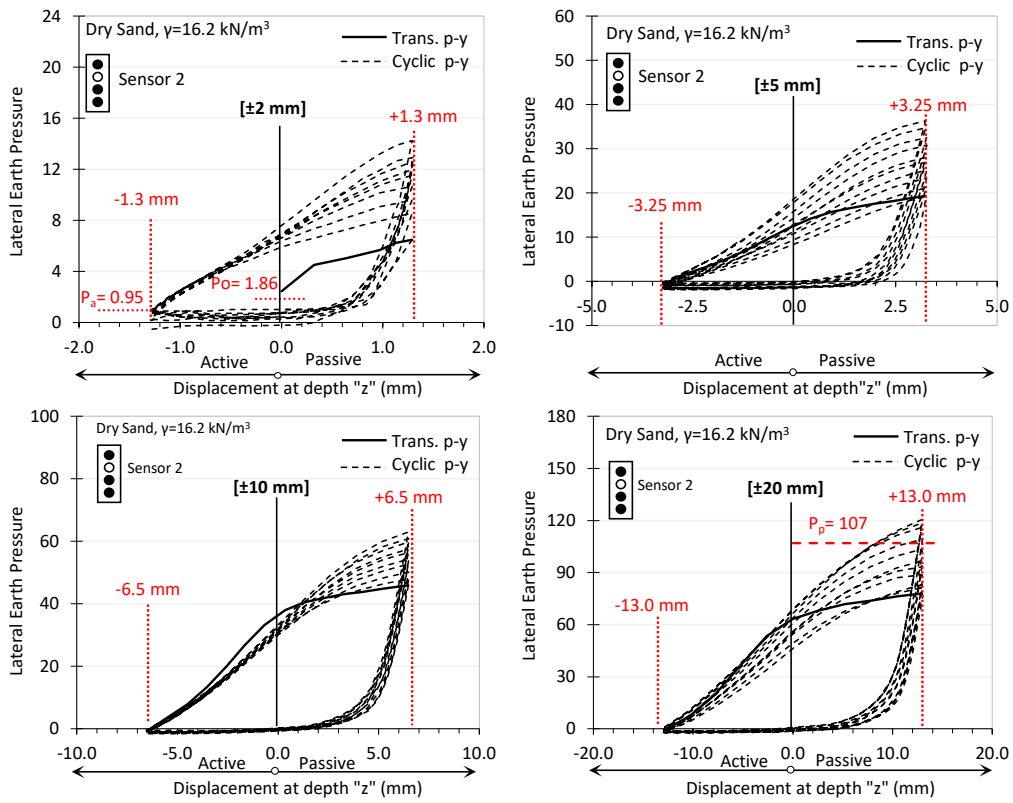 Dry Sand, γ=16.2 kN/m³
Trans. p-y
Cyclic p-y
Sensor 2
[±2 mm]
+1.3 mm
-1.3 mm
Pₐ= 0.95
Po= 1.86
Lateral Earth Pressure
24
20
16
12
8
4
0
-2.0 -1.0 0.0 1.0 2.0
Active Passive
Displacement at depth "z" (mm)
Dry Sand, γ=16.2 kN/m³
Trans. p-y
Cyclic p-y
Sensor 2
[±5 mm]
+3.25 mm
-3.25 mm
Lateral Earth Pressure
60
50
40
30
20
10
0
-10
-5.0 -2.5 0.0 2.5 5.0
Active Passive
Displacement at depth"z" (mm)
Dry Sand, γ=16.2 kN/m³
Trans. p-y
Cyclic p-y
Sensor 2
[±10 mm]
+6.5 mm
-6.5 mm
Lateral Earth Pressure
100
80
60
40
20
0
-10.0 -5.0 0.0 5.0 10.0
Active Passive
Displacement at depth "z" (mm)
Dry Sand, γ=16.2 kN/m³
Trans. p-y
Cyclic p-y
Sensor 2
[±20 mm]
+13.0 mm
Pₚ= 107
-13.0 mm
Lateral Earth Pressure
180
150
120
90
60
30
0
-20.0 -10.0 0.0 10.0 20.0
Active Passive
Displacement at depth "z" (mm)